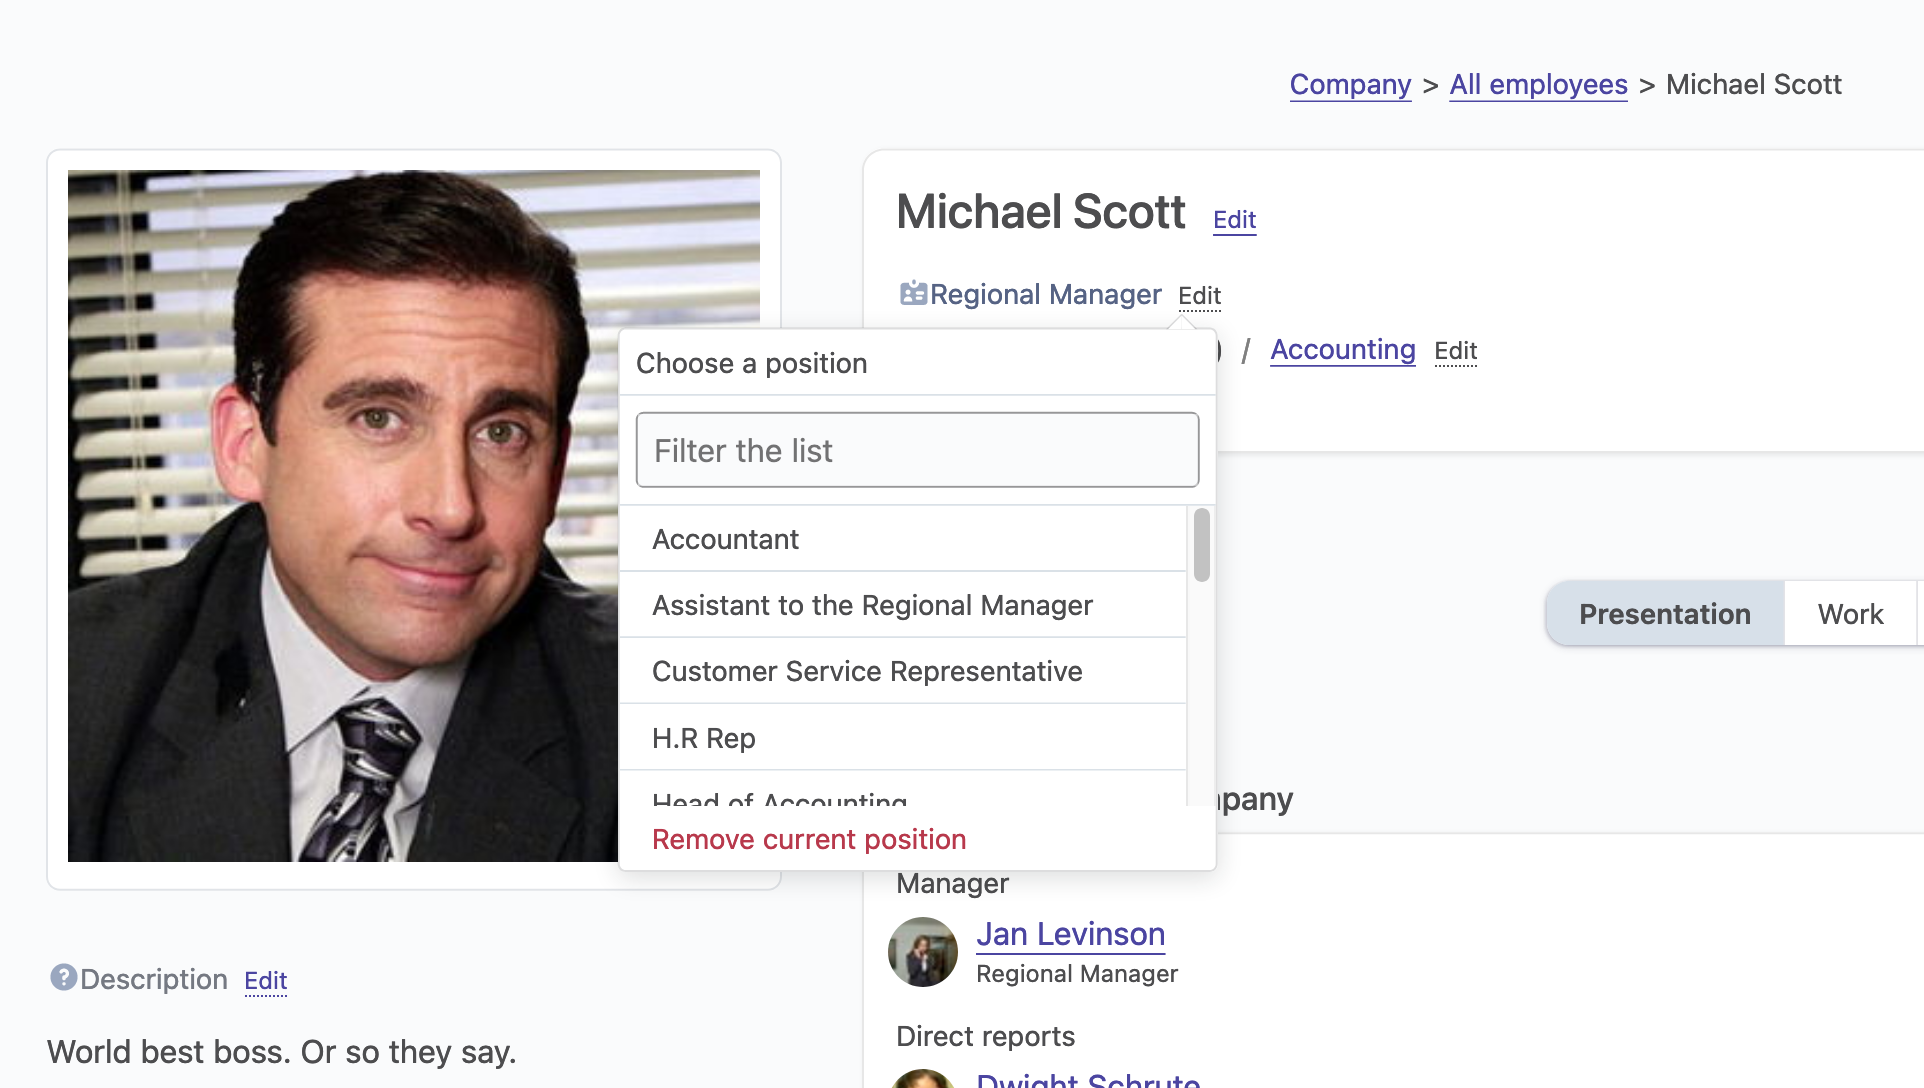 Company > All employees > Michael Scott
Michael Scott Edit
Regional Manager Edit
/ Accounting Edit
Choose a position
Filter the list
Accountant
Assistant to the Regional Manager
Customer Service Representative
H.R Rep
Head of Accounting
Remove current position
Presentation Work
pany
Manager
Jan Levinson
Regional Manager
Direct reports
Dwight Schrute
Description Edit
World best boss. Or so they say.